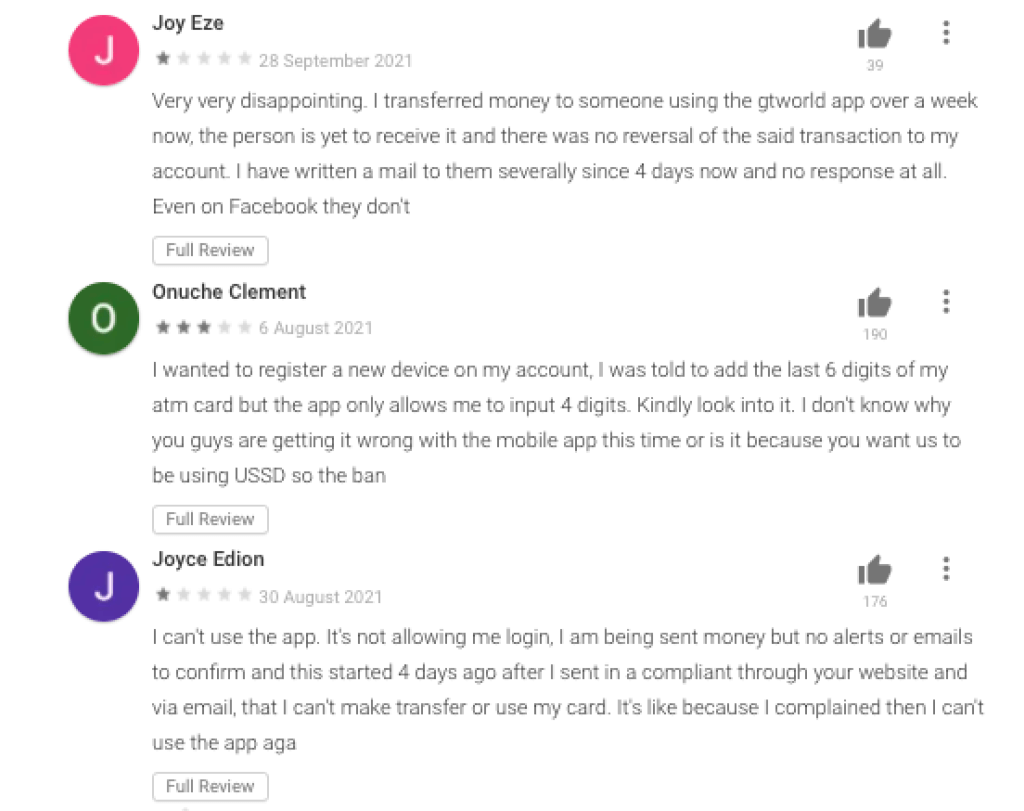 J
Joy Eze
28 September 2021
39
Very very disappointing. I transferred money to someone using the gtworld app over a week
now, the person is yet to receive it and there was no reversal of the said transaction to my
account. I have written a mail to them severally since 4 days now and no response at all.
Even on Facebook they don't
Full Review
O
Onuche Clement
6 August 2021
190
I wanted to register a new device on my account, I was told to add the last 6 digits of my
atm card but the app only allows me to input 4 digits. Kindly look into it. I don't know why
you guys are getting it wrong with the mobile app this time or is it because you want us to
be using USSD so the ban
Full Review
J
Joyce Edion
30 August 2021
176
I can't use the app. It's not allowing me login, I am being sent money but no alerts or emails
to confirm and this started 4 days ago after I sent in a compliant through your website and
via email, that I can't make transfer or use my card. It's like because I complained then I can't
use the app aga
Full Review